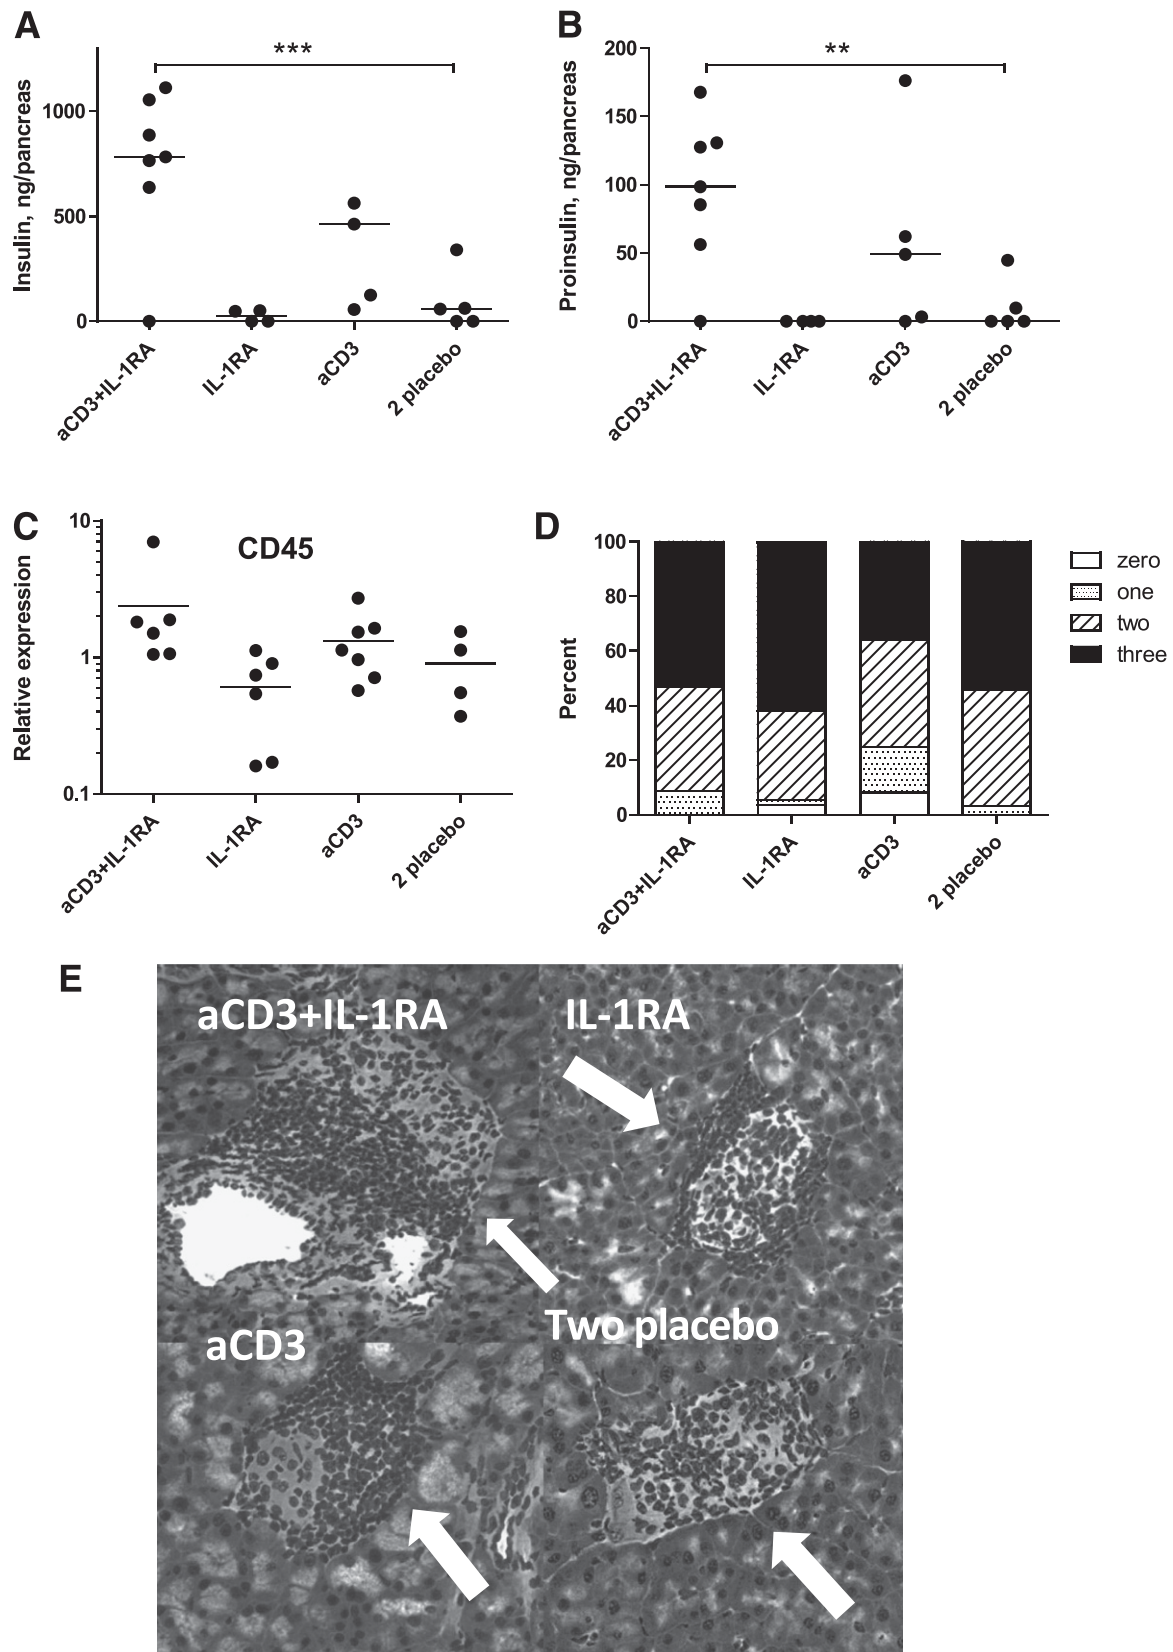 A
***
Insulin, ng/pancreas
1000
500
0
aCD3+IL-1RA
IL-1RA
aCD3
2 placebo
B
**
Proinsulin, ng/pancreas
200
150
100
50
0
aCD3+IL-1RA
IL-1RA
aCD3
2 placebo
C
CD45
Relative expression
10
1
0.1
aCD3+IL-1RA
IL-1RA
aCD3
2 placebo
D
Percent
100
80
60
40
20
0
aCD3+IL-1RA
IL-1RA
aCD3
2 placebo
zero
one
two
three
E
aCD3+IL-1RA
IL-1RA
aCD3
Two placebo